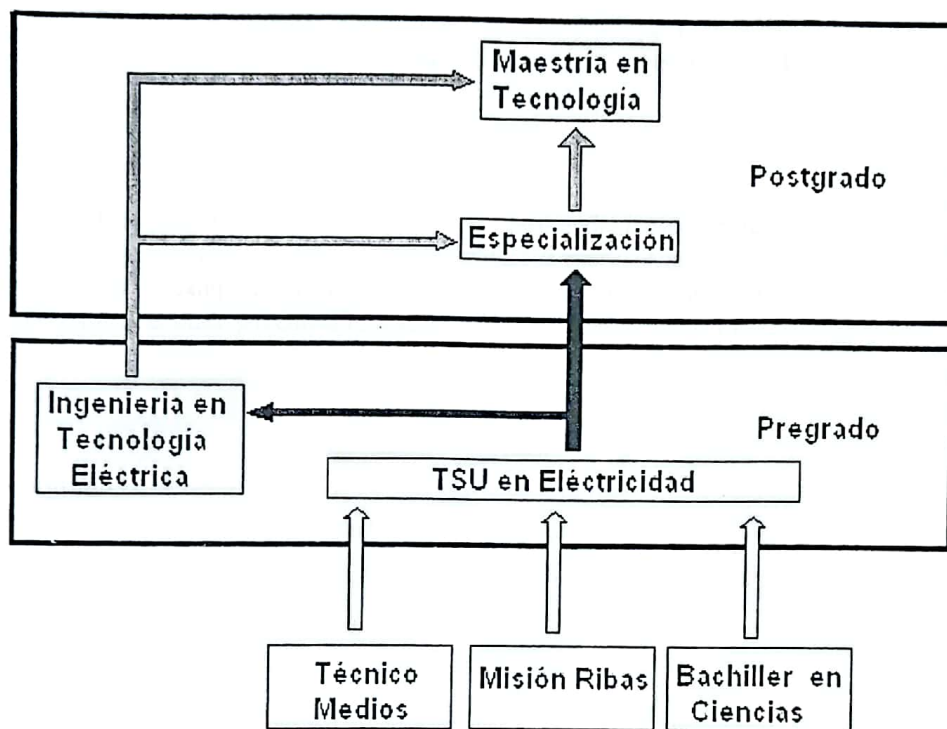 Maestría en
Tecnología
Postgrado
Especialización
Ingenieria en
Tecnología
Eléctrica
Pregrado
TSU en Eléctricidad
Técnico
Medios
Misión Ribas
Bachiller en
Ciencias